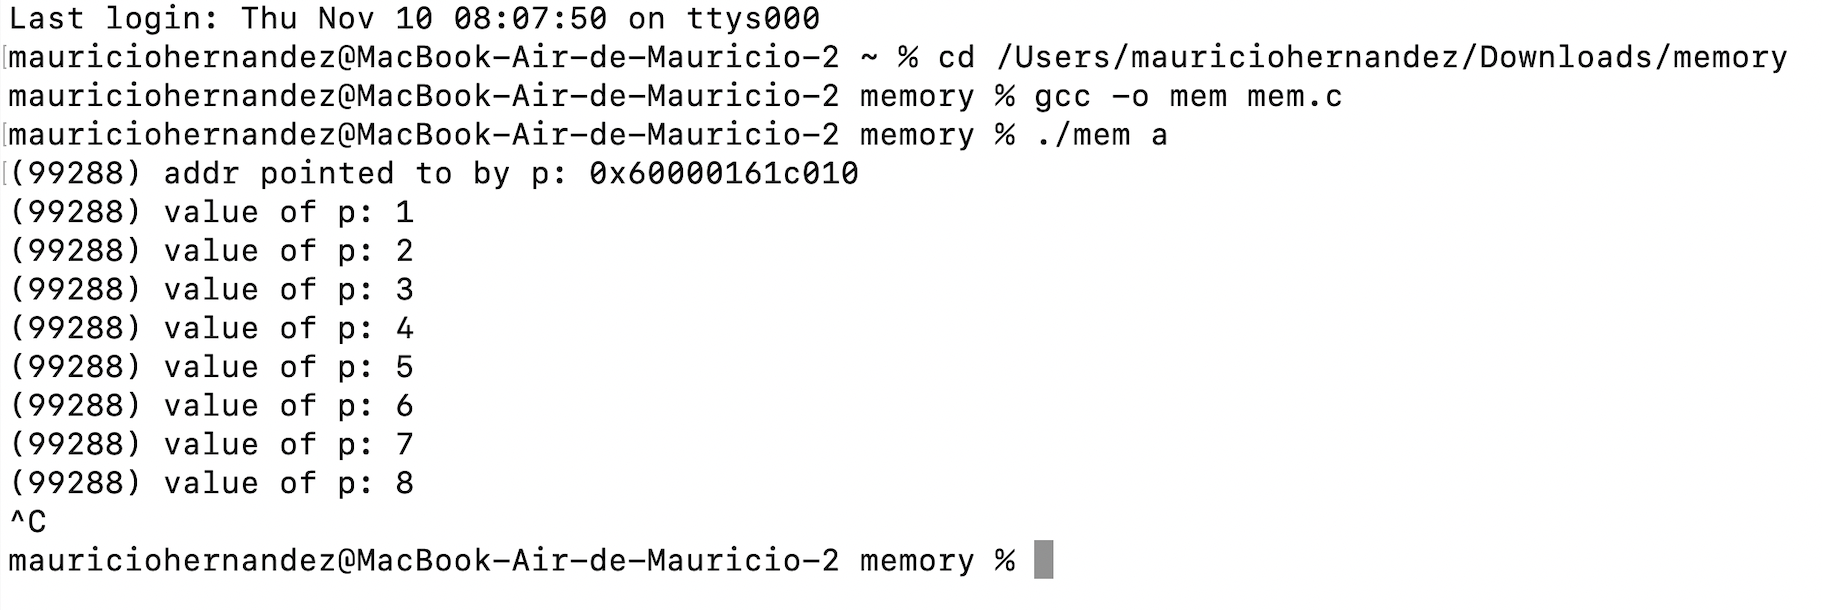 Last login: Thu Nov 10 08:07:50 on ttys000
mauriciohernandez@MacBook-Air-de-Mauricio-2 ~ % cd /Users/mauriciohernandez/Downloads/memory
mauriciohernandez@MacBook-Air-de-Mauricio-2 memory % gcc -o mem mem.c
mauriciohernandez@MacBook-Air-de-Mauricio-2 memory % ./mem a
(99288) addr pointed to by p: 0x60000161c010
(99288) value of p: 1
(99288) value of p: 2
(99288) value of p: 3
(99288) value of p: 4
(99288) value of p: 5
(99288) value of p: 6
(99288) value of p: 7
(99288) value of p: 8
^C
mauriciohernandez@MacBook-Air-de-Mauricio-2 memory %